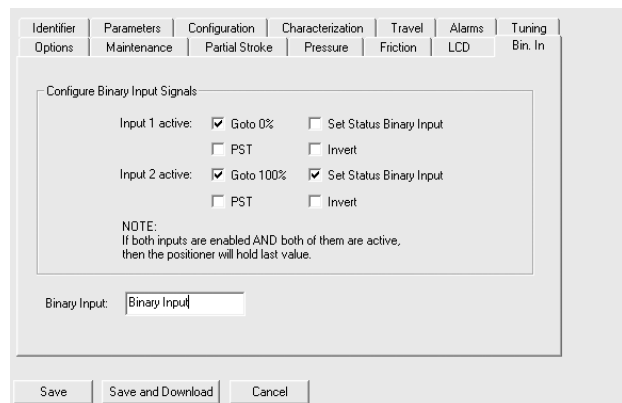 Identifier Parameters Configuration Characterization Travel Alarms Tuning
Options Maintenance Partial Stroke Pressure Friction LCD Bin. In
Configure Binary Input Signals
Input 1 active: Goto 0% Set Status Binary Input
PST Invert
Input 2 active: Goto 100% Set Status Binary Input
PST Invert
NOTE:
If both inputs are enabled AND both of them are active,
then the positioner will hold last value.
Binary Input: Binary Input
Save Save and Download Cancel